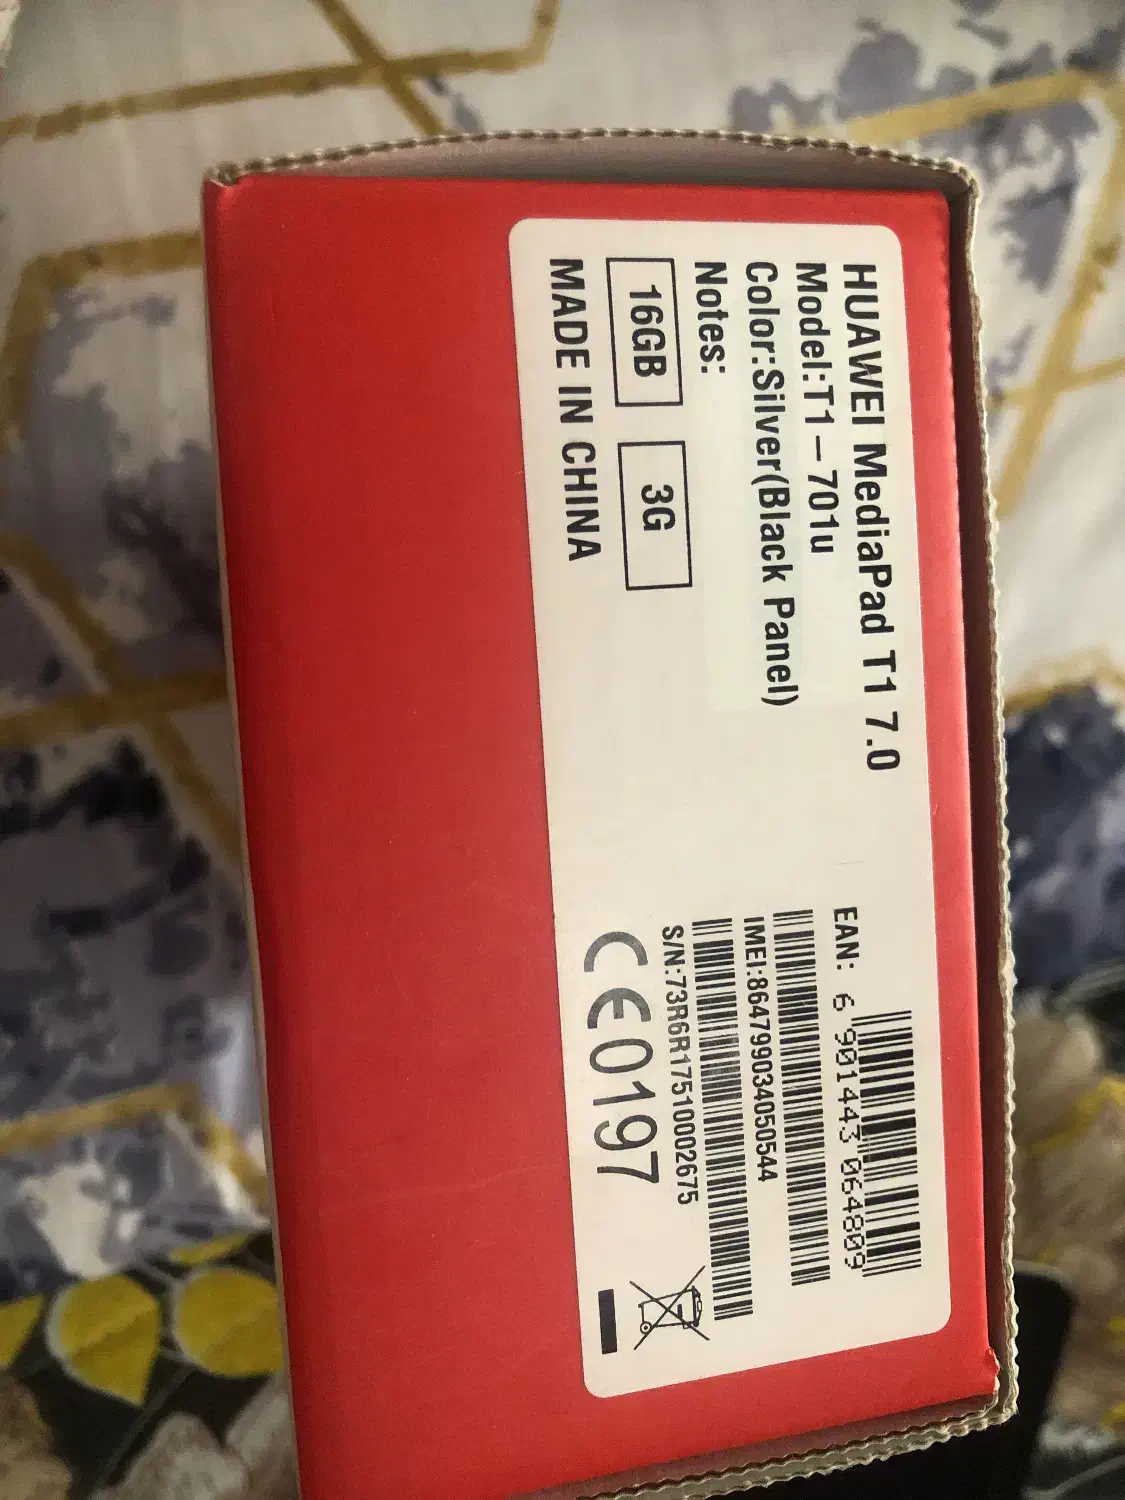 HUAWEI MediaPad T1 7.0
Model:T1-701u
Color:Silver(Black Panel)
Notes:
16GB 3G
MADE IN CHINA
EAN: 6 901443 064809
IMEI:864799034050544
S/N:73R6R17510002675
CE0197